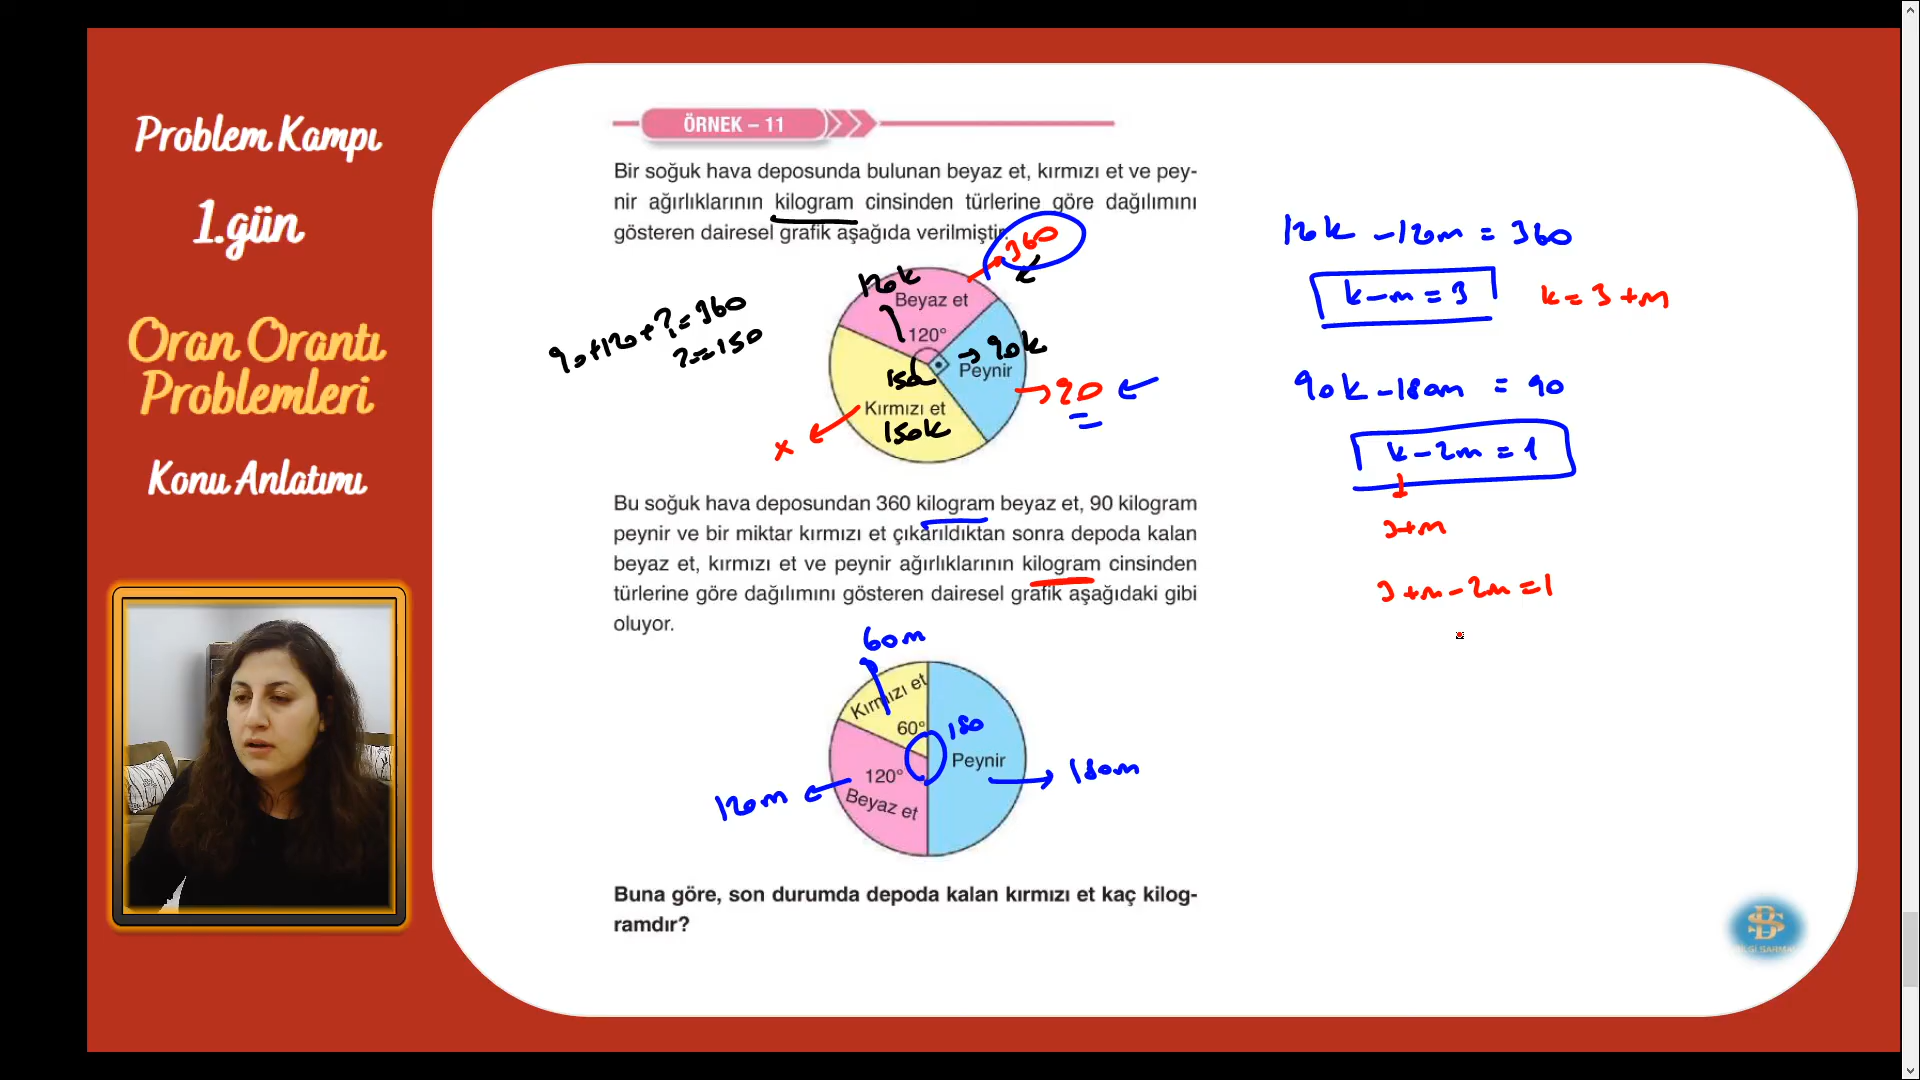 Problem Kampı
1.gün
Oran Orantı
Problemleri
Konu Anlatımı
ÖRNEK – 11
Bir soğuk hava deposunda bulunan beyaz et, kırmızı et ve pey-
nir ağırlıklarının kilogram cinsinden türlerine göre dağılımını
gösteren dairesel grafik aşağıda verilmiştir.
360
120k
Beyaz et
120°
90+120+?=360
?=150
90k
Peynir
150
90
Kırmızı et
150k
x
Bu soğuk hava deposundan 360 kilogram beyaz et, 90 kilogram
peynir ve bir miktar kırmızı et çıkarıldıktan sonra depoda kalan
beyaz et, kırmızı et ve peynir ağırlıklarının kilogram cinsinden
türlerine göre dağılımını gösteren dairesel grafik aşağıdaki gibi
oluyor.
60m
Kırmızı et
60°
180
Peynir
180m
120°
Beyaz et
120m
Buna göre, son durumda depoda kalan kırmızı et kaç kilog-
ramdır?
120k - 120m = 360
k - m = 3
k = 3 + m
90k - 180m = 90
k - 2m = 1
3+m
3+m - 2m = 1